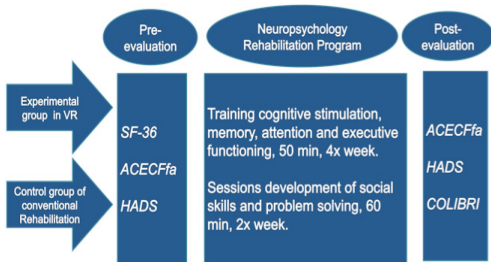 Pre-
evaluation
Neuropsychology
Rehabilitation Program
Post-
evaluation
Experimental
group in VR
Control group of
conventional
Rehabilitation
SF-36
ACECFfa
HADS
Training cognitive stimulation,
memory, attention and executive
functioning, 50 min, 4x week.
Sessions development of social
skills and problem solving, 60
min, 2x week.
ACECFfa
HADS
COLIBRI